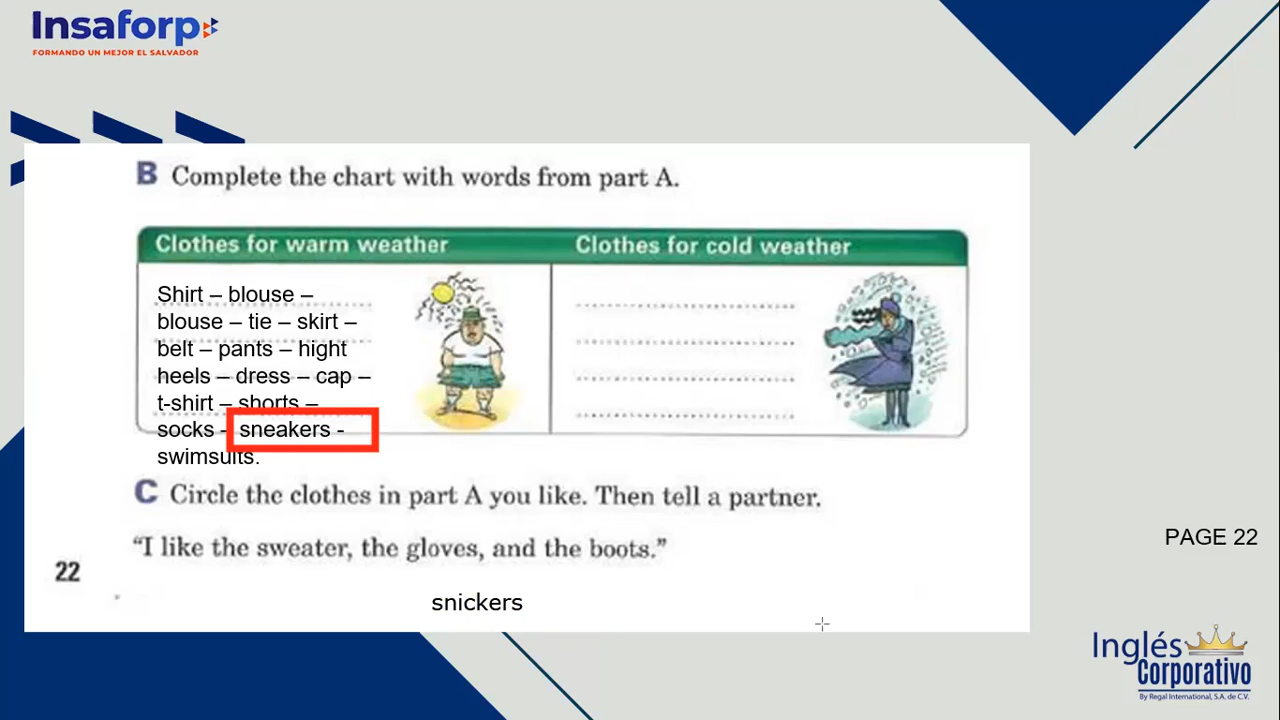 Insaforp
FORMANDO UN MEJOR EL SALVADOR
B Complete the chart with words from part A.
Clothes for warm weather
Clothes for cold weather
Shirt – blouse –
blouse – tie – skirt –
belt – pants – hight
heels – dress – cap –
t-shirt – shorts –
socks - sneakers -
swimsuits.
C Circle the clothes in part A you like. Then tell a partner.
“I like the sweater, the gloves, and the boots.”
22
snickers
PAGE 22
Inglés
Corporativo
By Regal International, S.A. de C.V.